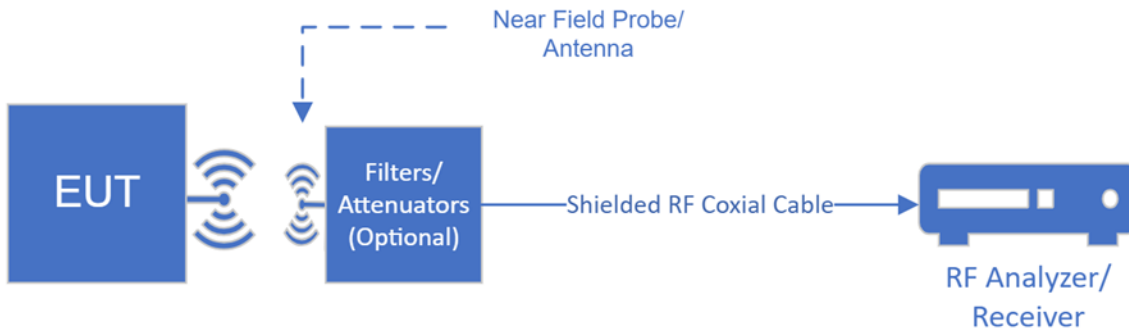 Near Field Probe/
Antenna
EUT
Filters/
Attenuators
(Optional)
Shielded RF Coxial Cable
RF Analyzer/
Receiver